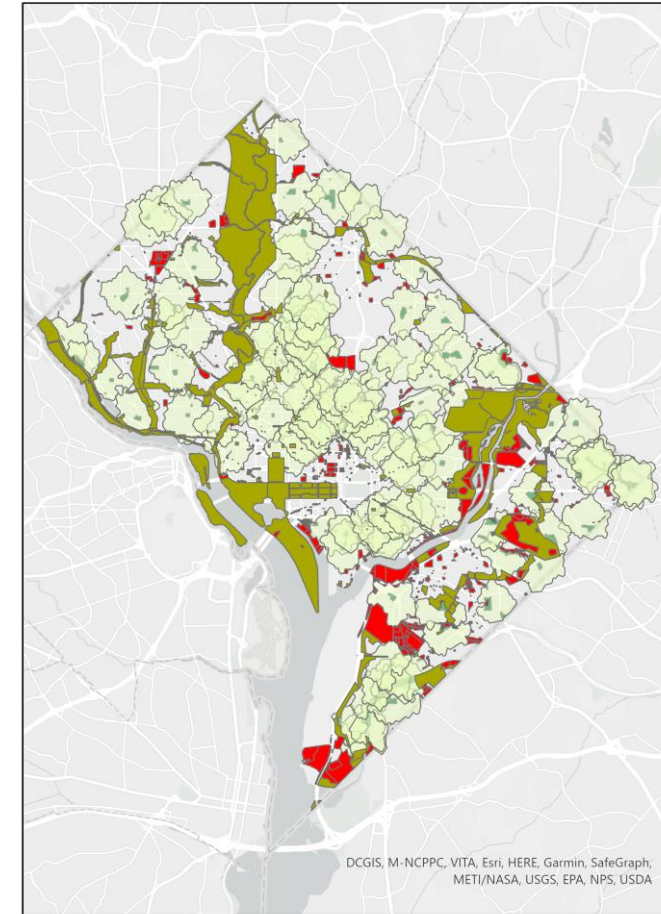 DCGIS, M-NCPPC, VITA, Esri, HERE, Garmin, SafeGraph,
METI/NASA, USGS, EPA, NPS, USDA